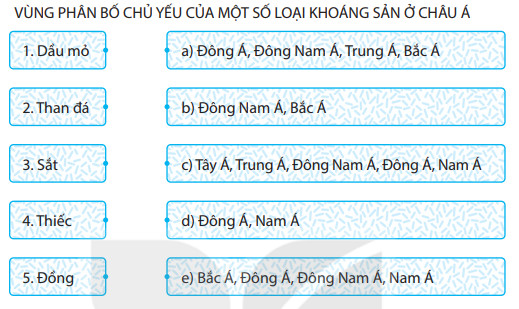 VÙNG PHÂN BỐ CHỦ YẾU CỦA MỘT SỐ LOẠI KHOÁNG SẢN Ở CHÂU Á
1. Dầu mỏ a) Đông Á, Đông Nam Á, Trung Á, Bắc Á
2. Than đá b) Đông Nam Á, Bắc Á
3. Sắt c) Tây Á, Trung Á, Đông Nam Á, Đông Á, Nam Á
4. Thiếc d) Đông Á, Nam Á
5. Đồng e) Bắc Á, Đông Á, Đông Nam Á, Nam Á